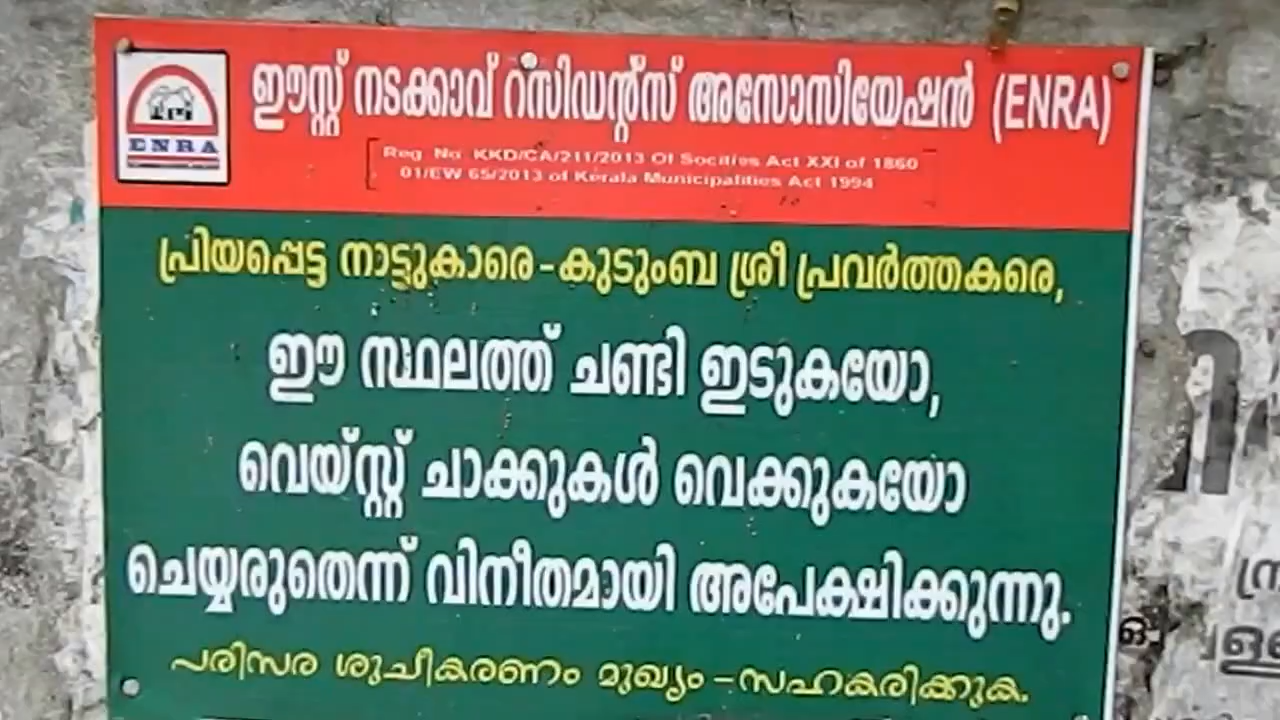 ഈസ്റ്റ് നടക്കാവ് റസിഡന്റ്സ് അസോസിയേഷൻ (ENRA)
ENRA
Reg. No. KKD/CA/211/2013 Of Socities Act XXI of 1860
01/EW 65/2013 of Kerala Municipalities Act 1994
പ്രിയപ്പെട്ട നാട്ടുകാരെ-കുടുംബ ശ്രീ പ്രവർത്തകരെ,
ഈ സ്ഥലത്ത് ചണ്ടി ഇടുകയോ,
വെയ്സ്റ്റ് ചാക്കുകൾ വെക്കുകയോ
ചെയ്യരുതെന്ന് വിനീതമായി അപേക്ഷിക്കുന്നു.
പരിസര ശുചീകരണം മുഖ്യം-സഹകരിക്കുക.